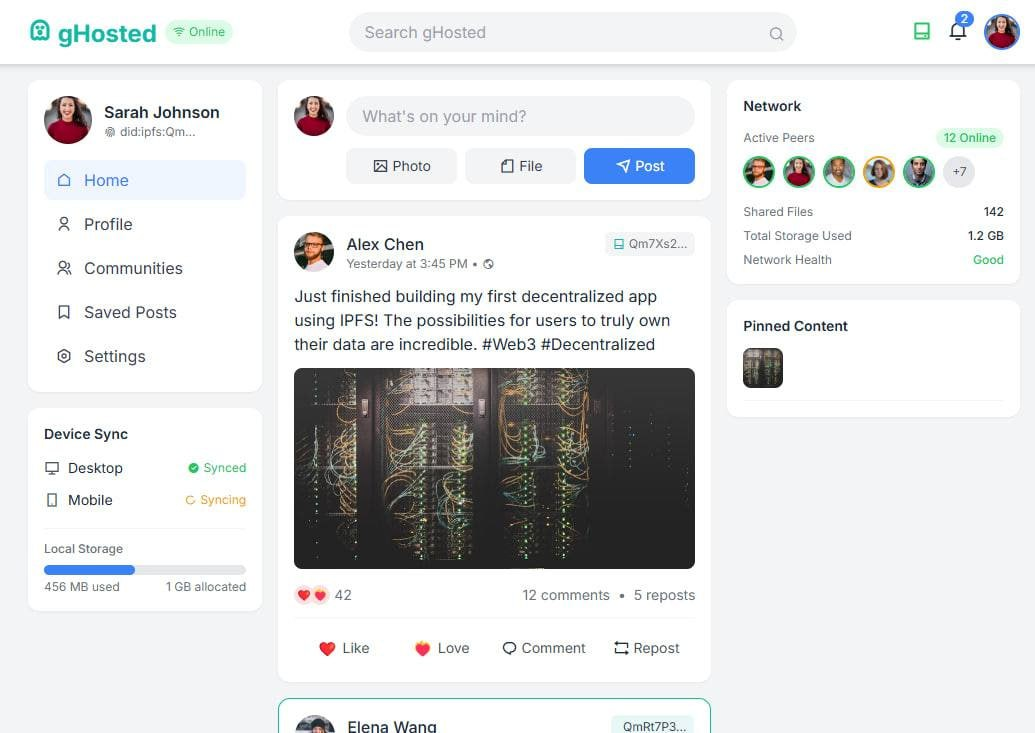 gHosted
Online
Search gHosted
2
Sarah Johnson
did:ipfs:Qm...
Home
Profile
Communities
Saved Posts
Settings
Device Sync
Desktop Synced
Mobile Syncing
Local Storage
456 MB used 1 GB allocated
What's on your mind?
Photo File Post
Alex Chen
Qm7Xs2...
Yesterday at 3:45 PM •
Just finished building my first decentralized app
using IPFS! The possibilities for users to truly own
their data are incredible. #Web3 #Decentralized
42 12 comments • 5 reposts
Like Love Comment Repost
Elena Wang QmRt7P3...
Network
Active Peers 12 Online
+7
Shared Files 142
Total Storage Used 1.2 GB
Network Health Good
Pinned Content